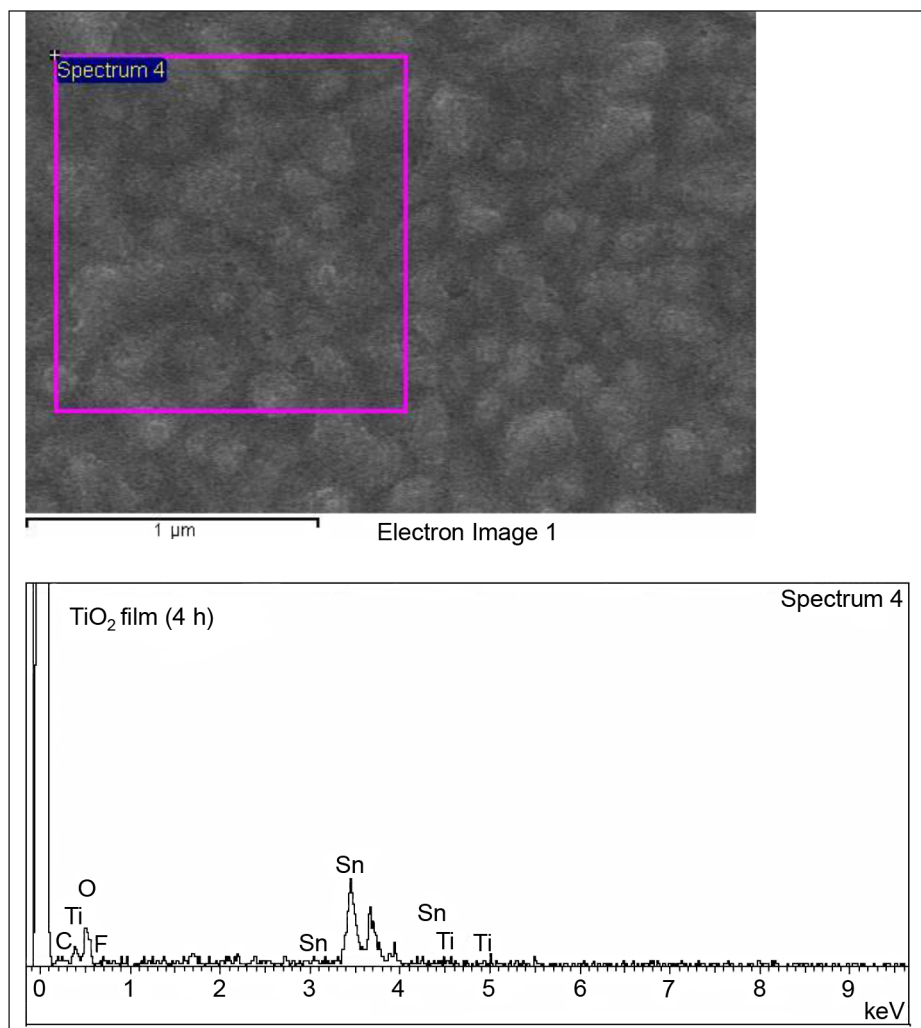 Spectrum 4
1 μm
Electron Image 1
TiO₂ film (4 h)
Spectrum 4
Sn
O
Ti
Sn
C
F
Sn
Ti
Ti
0 1 2 3 4 5 6 7 8 9
keV